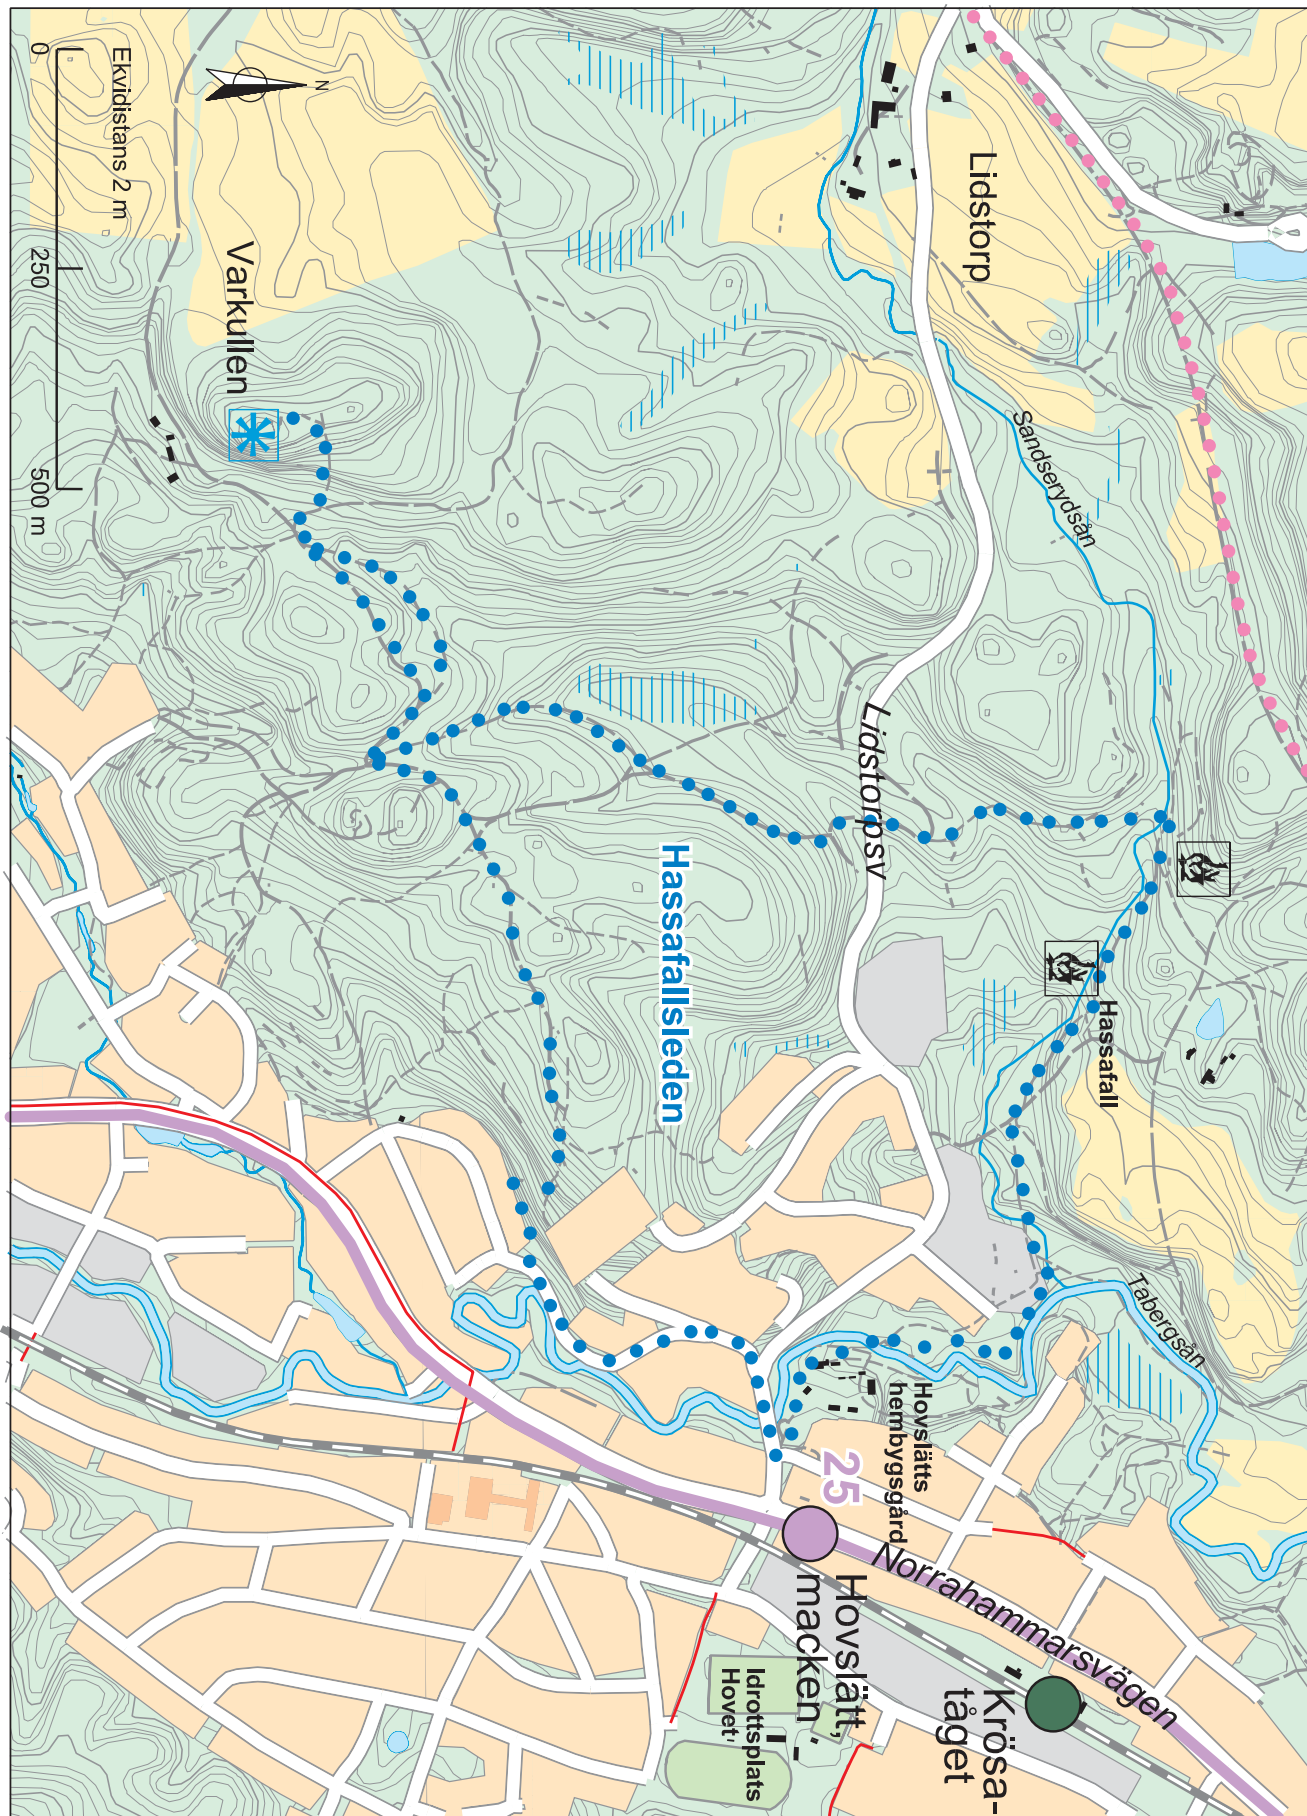 Lidstorp
N
Ekvidistans 2 m
0
250
500 m
Varkullen
Sandserydsån
Lidstorpsv
Hassafallsleden
Hassafall
Tabergsån
Hovslätts
hembygsgård
25
Norrahammarsvägen
Hovslätt,
macken
Krösa-
tåget
Idrottsplats
Hovet